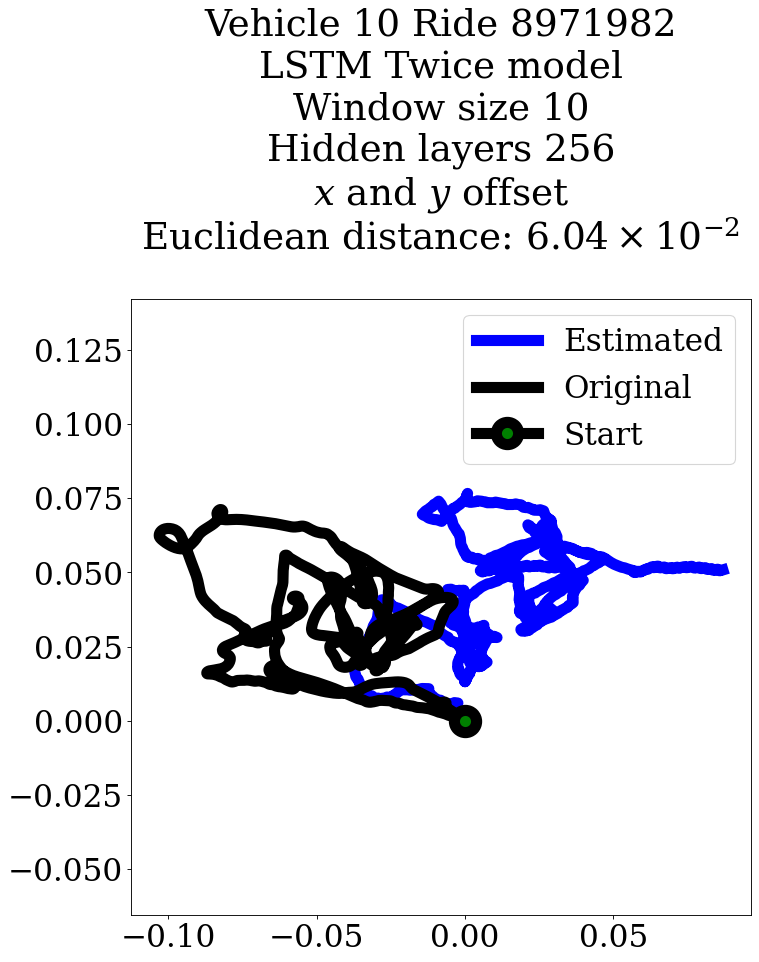 Vehicle 10 Ride 8971982
LSTM Twice model
Window size 10
Hidden layers 256
x and y offset
Euclidean distance: 6.04 × 10⁻²
Estimated
Original
Start
0.125
0.100
0.075
0.050
0.025
0.000
−0.025
−0.050
−0.10 −0.05 0.00 0.05